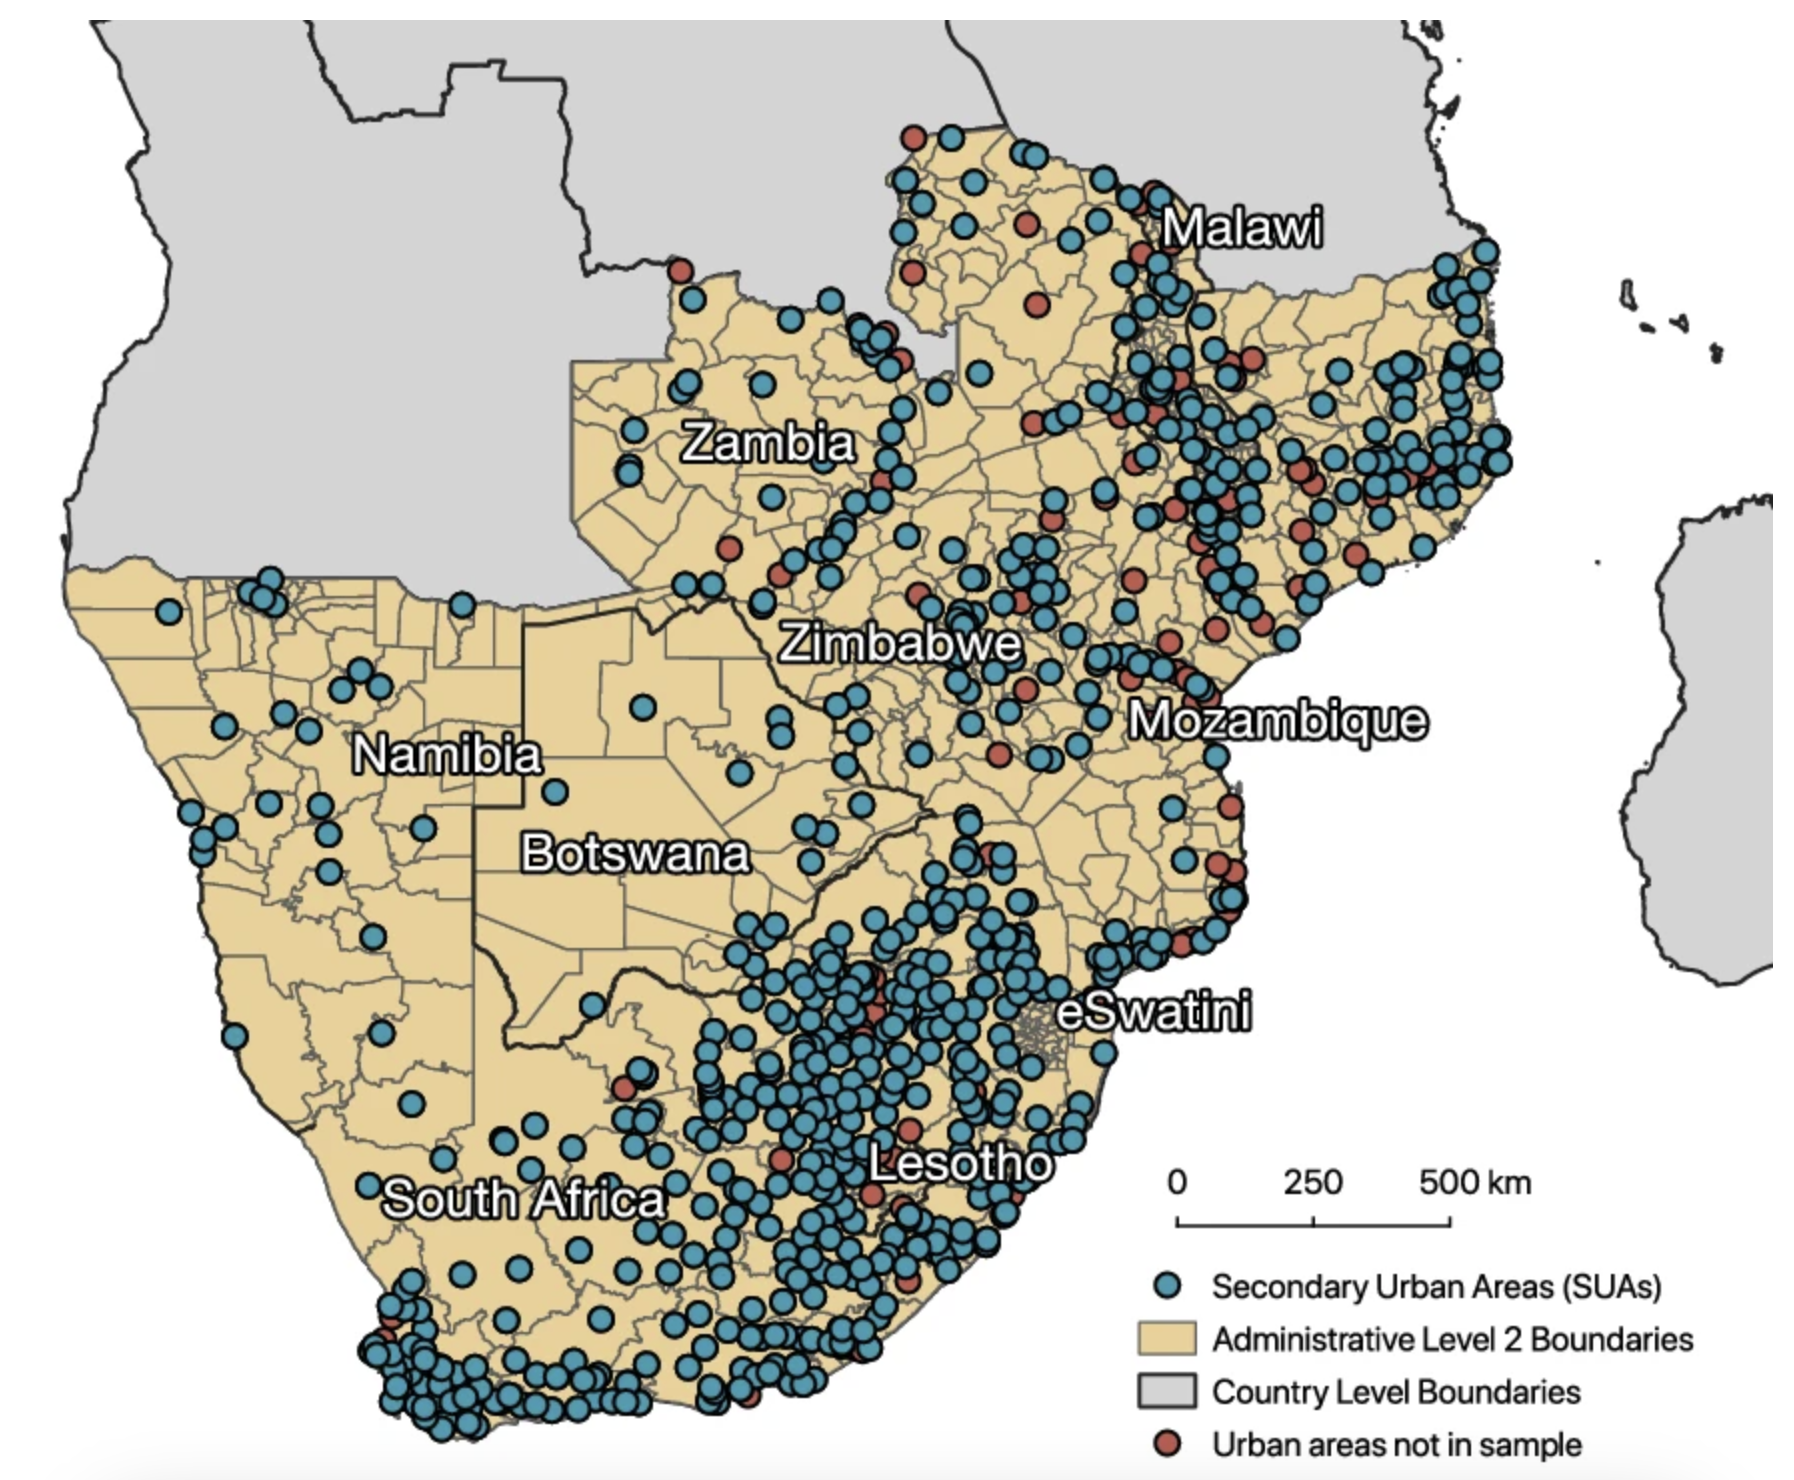 Malawi
Zambia
Zimbabwe
Mozambique
Namibia
Botswana
eSwatini
Lesotho
South Africa
0 250 500 km
Secondary Urban Areas (SUAs)
Administrative Level 2 Boundaries
Country Level Boundaries
Urban areas not in sample